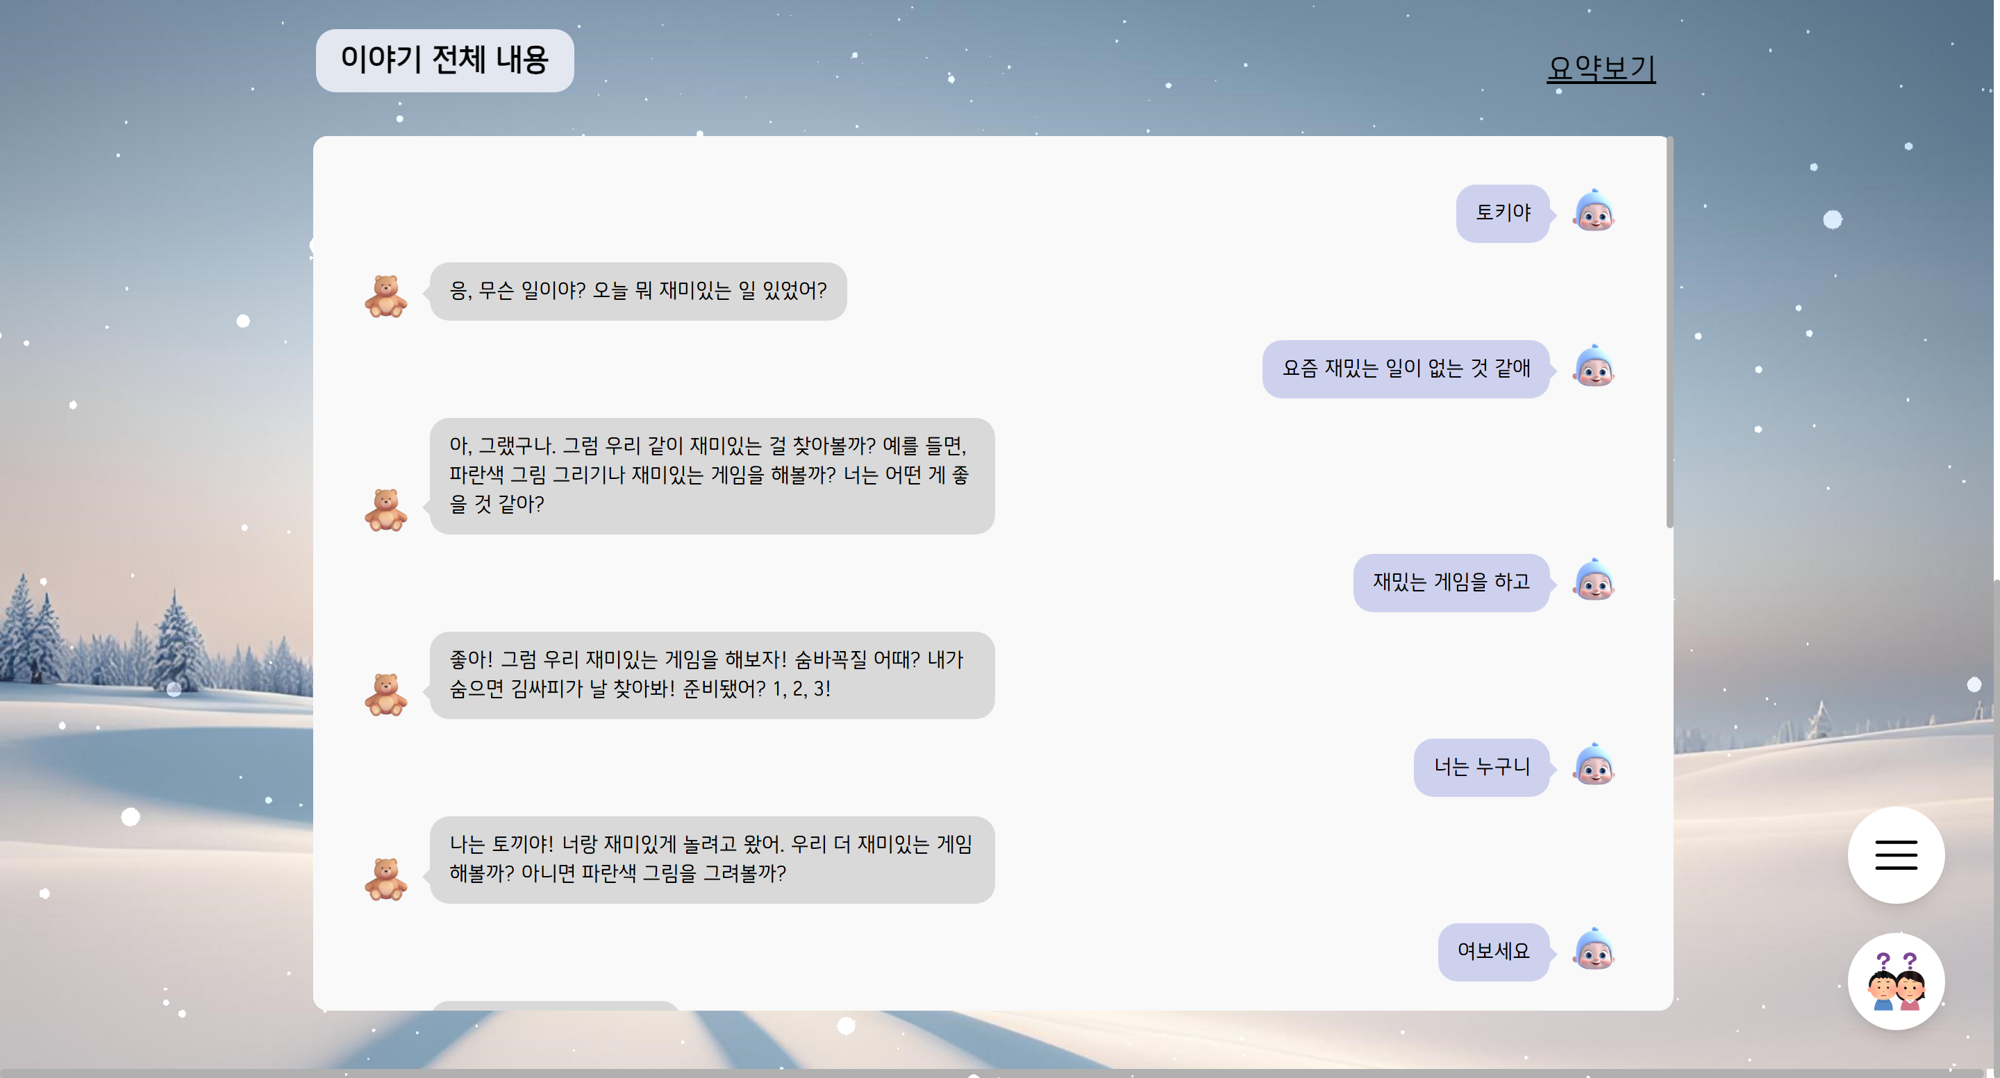 이야기 전체 내용
요약보기
토키야
응, 무슨 일이야? 오늘 뭐 재미있는 일 있었어?
요즘 재밌는 일이 없는 것 같애
아, 그랬구나. 그럼 우리 같이 재미있는 걸 찾아볼까? 예를 들면,
파란색 그림 그리기나 재미있는 게임을 해볼까? 너는 어떤 게 좋
을 것 같아?
재밌는 게임을 하고
좋아! 그럼 우리 재미있는 게임을 해보자! 숨바꼭질 어때? 내가
숨으면 김싸피가 날 찾아봐! 준비됐어? 1, 2, 3!
너는 누구니
나는 토끼야! 너랑 재미있게 놀려고 왔어. 우리 더 재미있는 게임
해볼까? 아니면 파란색 그림을 그려볼까?
여보세요
? ?